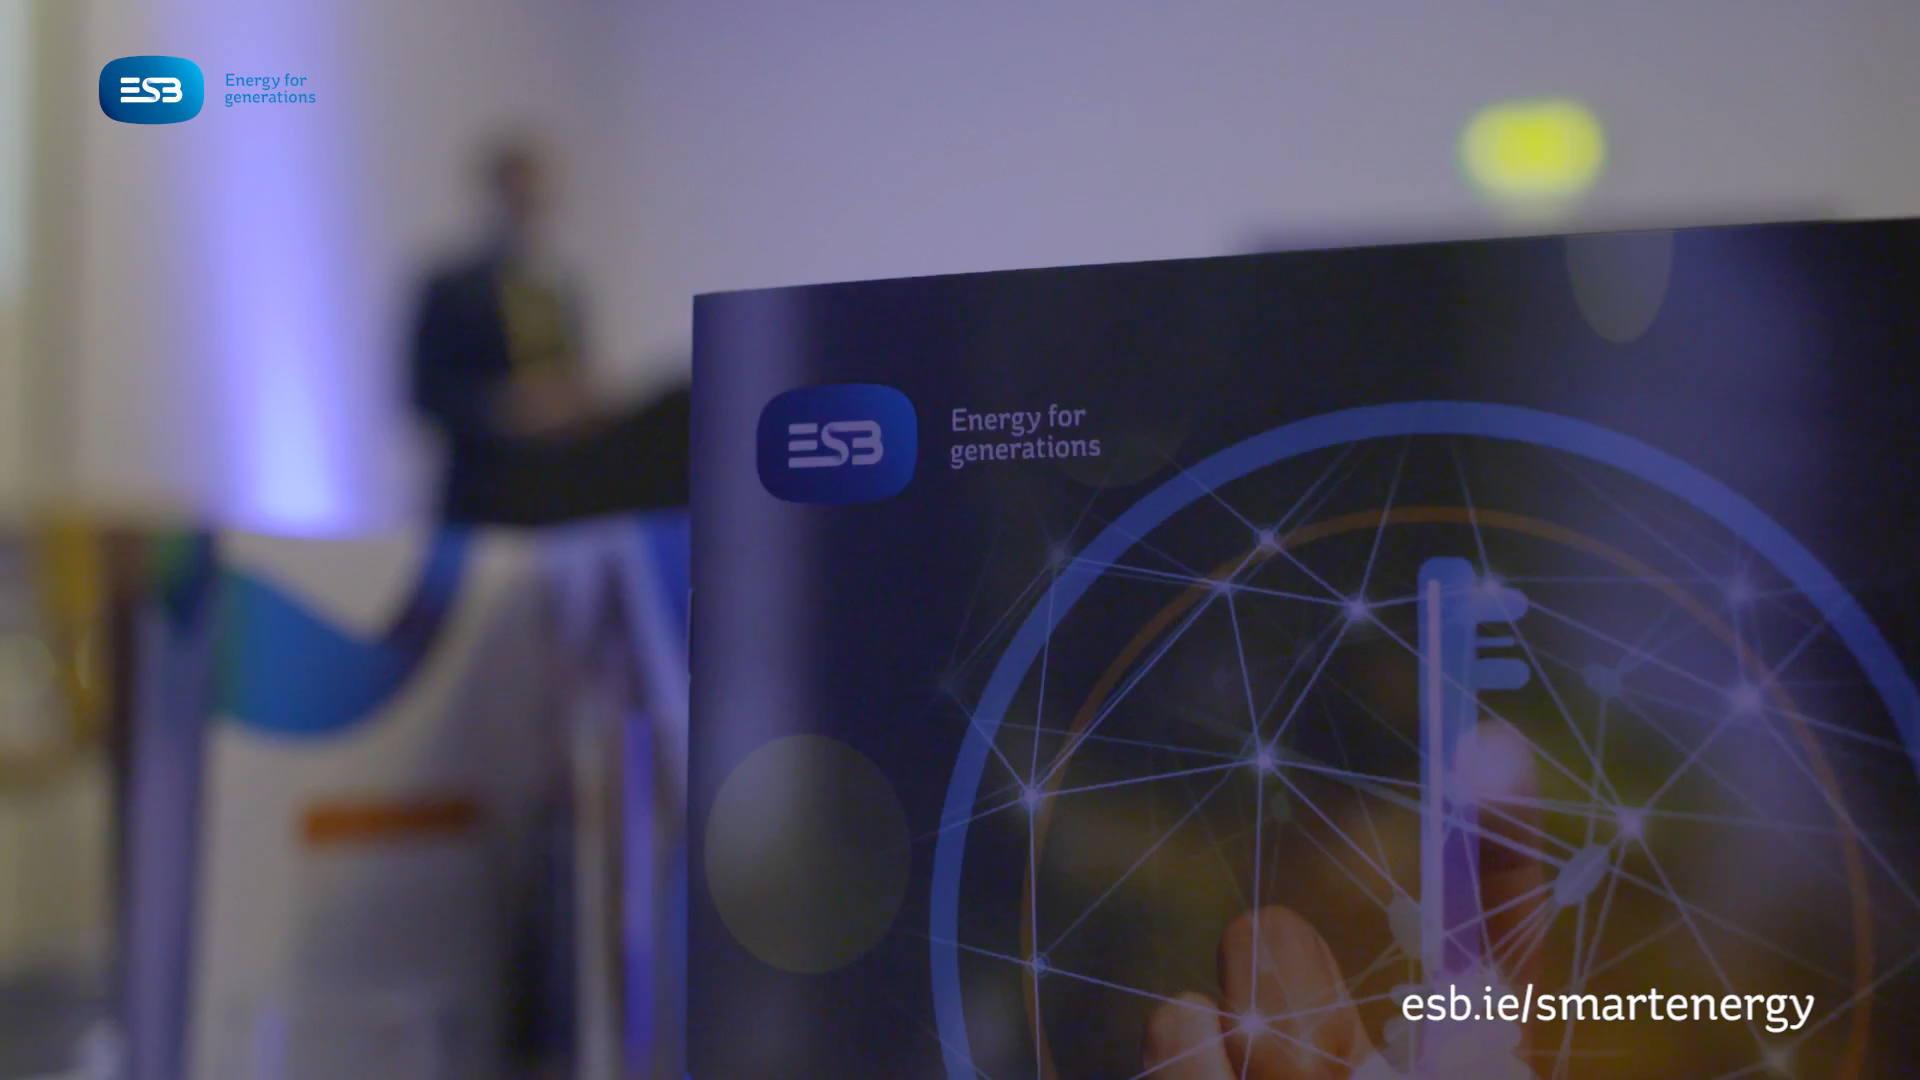 ESB
Energy for
generations
ESB
Energy for
generations
esb.ie/smartenergy